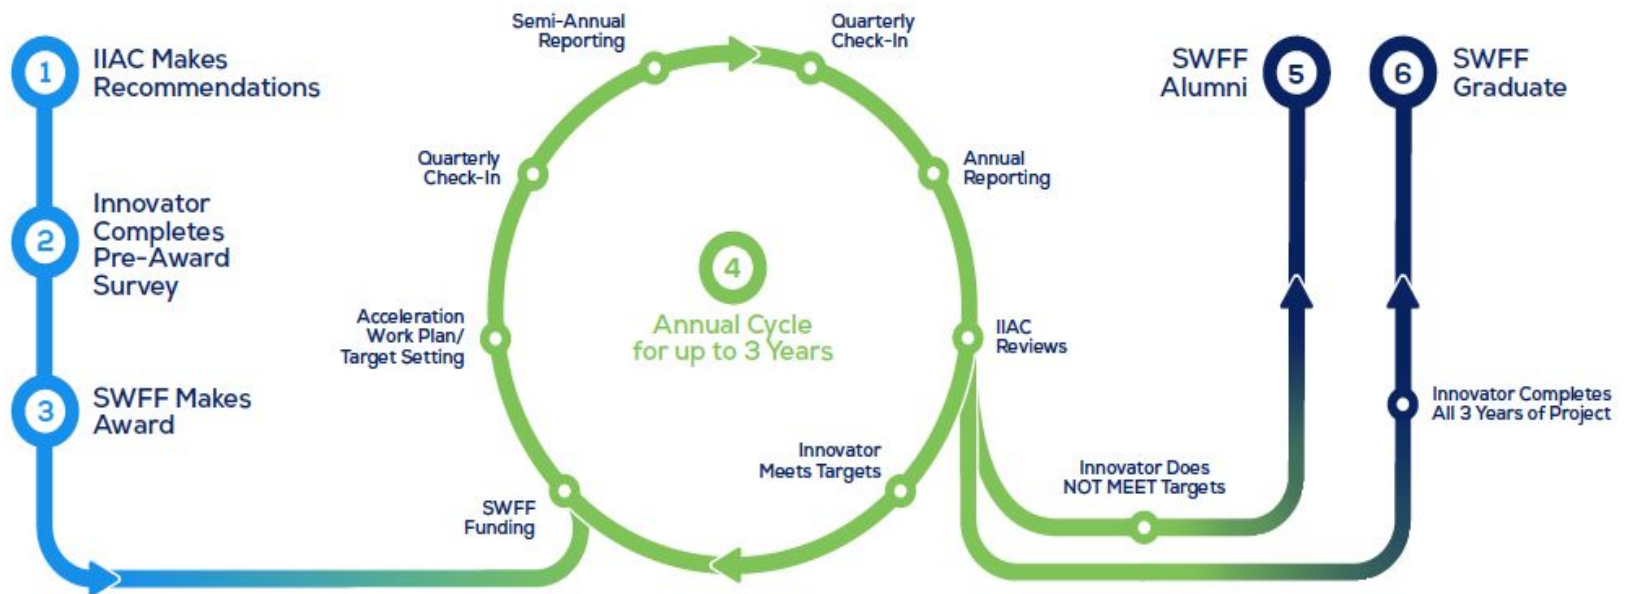 1
IIAC Makes
Recommendations
2
Innovator
Completes
Pre-Award
Survey
3
SWFF Makes
Award
SWFF
Funding
Acceleration
Work Plan/
Target Setting
Quarterly
Check-In
Semi-Annual
Reporting
Quarterly
Check-In
Annual
Reporting
IIAC
Reviews
Innovator
Meets Targets
4
Annual Cycle
for up to 3 Years
Innovator Does
NOT MEET Targets
SWFF
Alumni
5
6
SWFF
Graduate
Innovator Completes
All 3 Years of Project